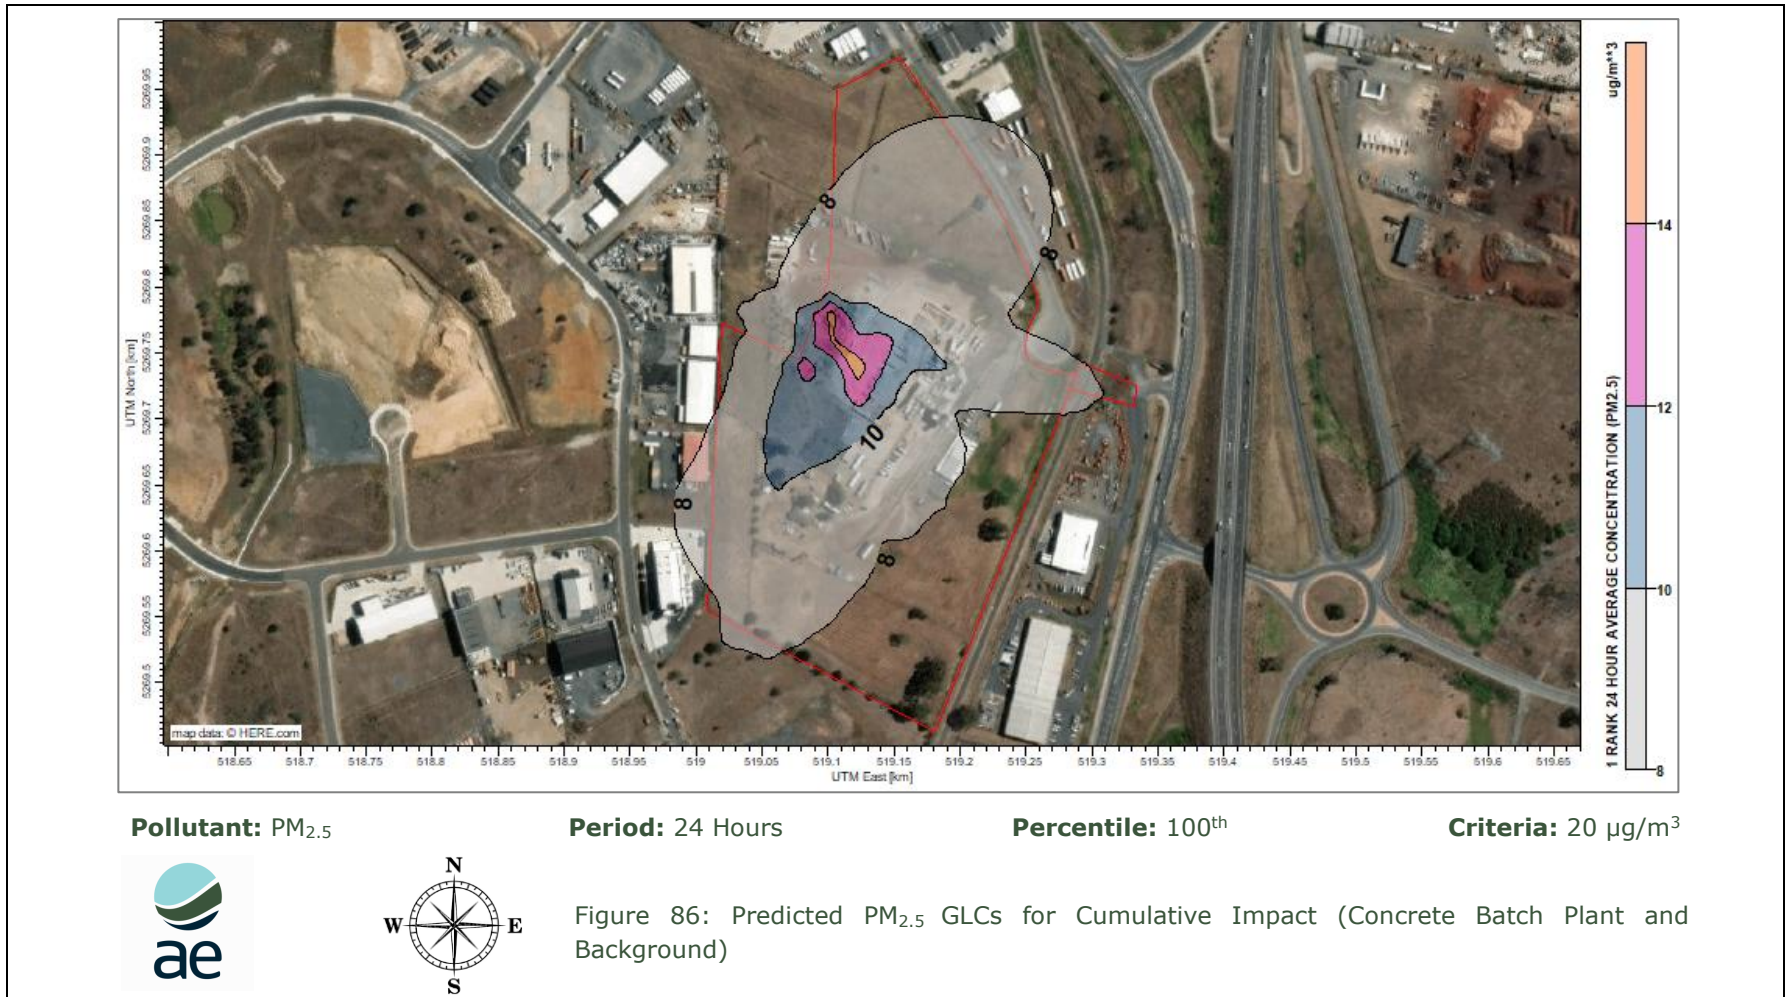 5269.95
5269.9
5269.85
5269.8
5269.75
5269.7
5269.65
5269.6
5269.55
5269.5
UTM North [km]
8
8
10
8
8
map data: © HERE.com
518.65 518.7 518.75 518.8 518.85 518.9 518.95 519 519.05 519.1 519.15 519.2 519.25 519.3 519.35 519.4 519.45 519.5 519.55 519.6 519.65
UTM East [km]
ug/m**3
1 RANK 24 HOUR AVERAGE CONCENTRATION (PM2.5)
14
12
10
8
Pollutant: PM2.5 Period: 24 Hours Percentile: 100th Criteria: 20 µg/m3
ae
N
W E
S
Figure 86: Predicted PM2.5 GLCs for Cumulative Impact (Concrete Batch Plant and
Background)